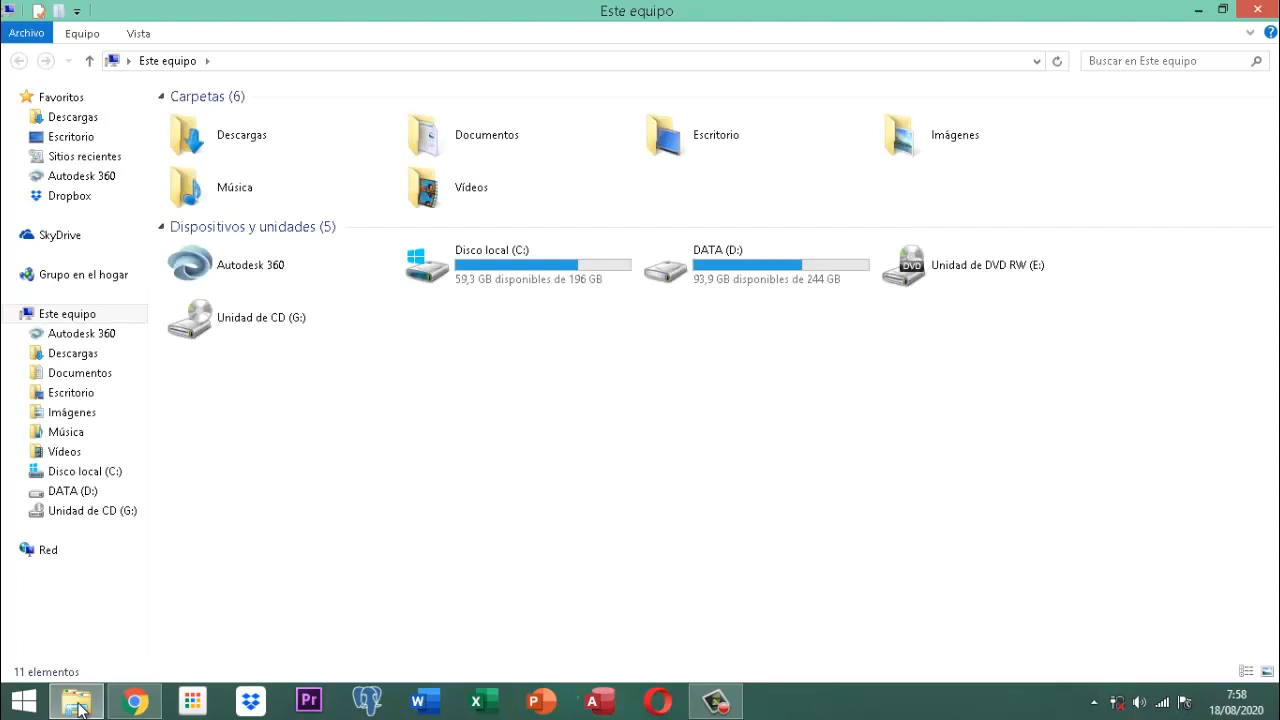 Este equipo
Archivo
Equipo
Vista
Este equipo
Buscar en Este equipo
Favoritos
Descargas
Escritorio
Sitios recientes
Autodesk 360
Dropbox
SkyDrive
Grupo en el hogar
Este equipo
Autodesk 360
Descargas
Documentos
Escritorio
Imágenes
Música
Vídeos
Disco local (C:)
DATA (D:)
Unidad de CD (G:)
Red
Carpetas (6)
Descargas
Documentos
Escritorio
Imágenes
Música
Vídeos
Dispositivos y unidades (5)
Autodesk 360
Disco local (C:)
59,3 GB disponibles de 196 GB
DATA (D:)
93,9 GB disponibles de 244 GB
DVD
Unidad de DVD RW (E:)
Unidad de CD (G:)
11 elementos
Pr
W
X
P
A
7:58
18/08/2020